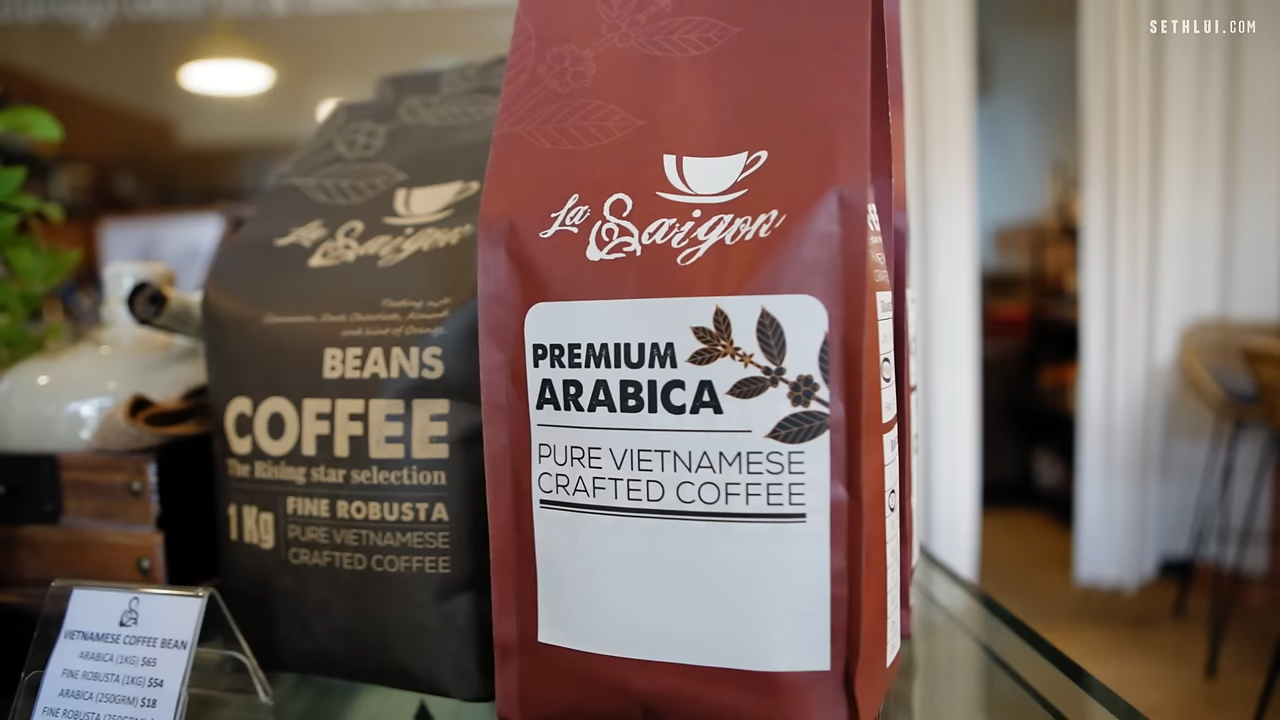 SETHLUI.COM
La Saigon
BEANS
COFFEE
The Rising star selection
1 Kg
FINE ROBUSTA
PURE VIETNAMESE
CRAFTED COFFEE
La Saigon
PREMIUM
ARABICA
PURE VIETNAMESE
CRAFTED COFFEE
VIETNAMESE COFFEE BEAN
ARABICA (1KG) $65
FINE ROBUSTA (1KG) $54
ARABICA (250GRM) $18
FINE ROBUSTA